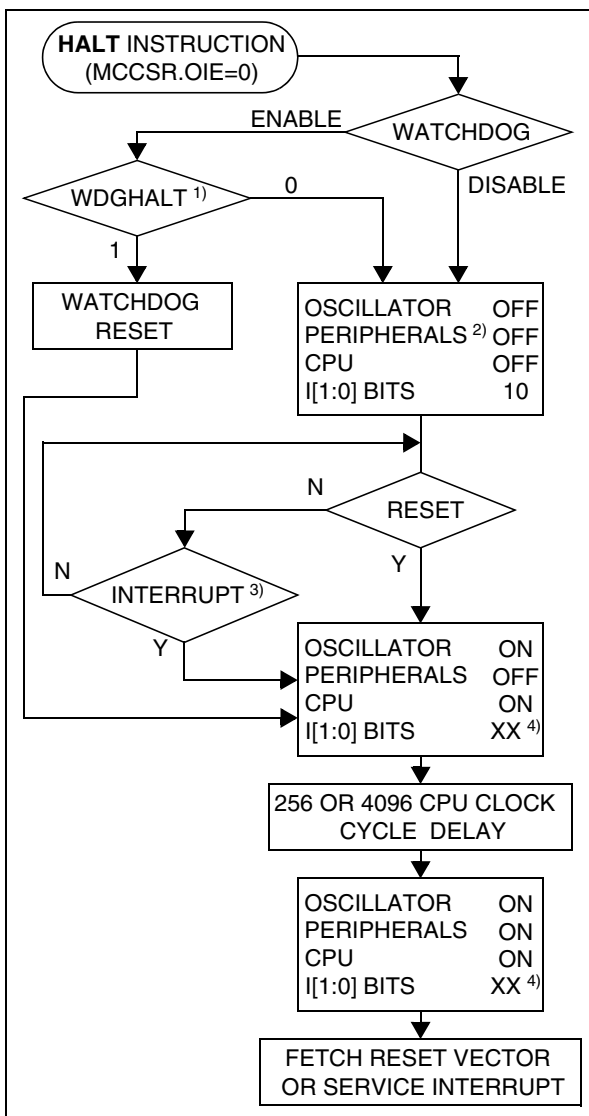 HALT INSTRUCTION
(MCCSR.OIE=0)
ENABLE
WATCHDOG
WDGHALT 1)
0
DISABLE
1
WATCHDOG
RESET
OSCILLATOR OFF
PERIPHERALS 2) OFF
CPU OFF
I[1:0] BITS 10
N
RESET
N
Y
INTERRUPT 3)
Y
OSCILLATOR ON
PERIPHERALS OFF
CPU ON
I[1:0] BITS XX 4)
256 OR 4096 CPU CLOCK
CYCLE DELAY
OSCILLATOR ON
PERIPHERALS ON
CPU ON
I[1:0] BITS XX 4)
FETCH RESET VECTOR
OR SERVICE INTERRUPT